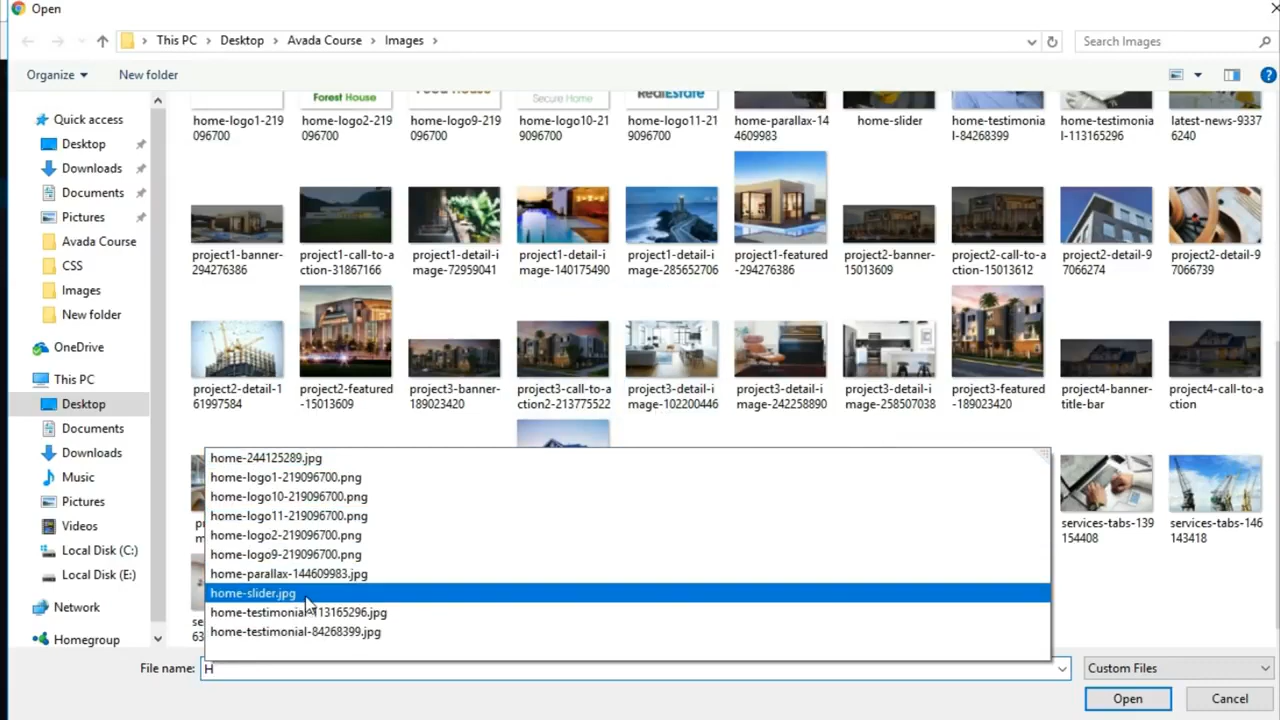 Open
This PC > Desktop > Avada Course > Images >
Search Images
Organize
New folder
Quick access
Desktop
Downloads
Documents
Pictures
Avada Course
CSS
Images
New folder
OneDrive
This PC
Desktop
Documents
Downloads
Music
Pictures
Videos
Local Disk (C:)
Local Disk (E:)
Network
Homegroup
Forest House
Food House
Secure Home
RealEstate
home-logo1-219096700
home-logo2-219096700
home-logo9-219096700
home-logo10-219096700
home-logo11-219096700
home-parallax-144609983
home-slider
home-testimonial-84268399
home-testimonial-113165296
latest-news-93376240
project1-banner-294276386
project1-call-to-action-31867166
project1-detail-image-72959041
project1-detail-image-140175490
project1-detail-image-285652706
project1-featured-294276386
project2-banner-15013609
project2-call-to-action-15013612
project2-detail-97066274
project2-detail-97066739
project2-detail-161997584
project2-featured-15013609
project3-banner-189023420
project3-call-to-action2-213775522
project3-detail-image-102200446
project3-detail-image-242258890
project3-detail-image-258507038
project3-featured-189023420
project4-banner-title-bar
project4-call-to-action
services-tabs-139154408
services-tabs-146143418
home-244125289.jpg
home-logo1-219096700.png
home-logo10-219096700.png
home-logo11-219096700.png
home-logo2-219096700.png
home-logo9-219096700.png
home-parallax-144609983.jpg
home-slider.jpg
home-testimonial-113165296.jpg
home-testimonial-84268399.jpg
File name: H
Custom Files
Open
Cancel